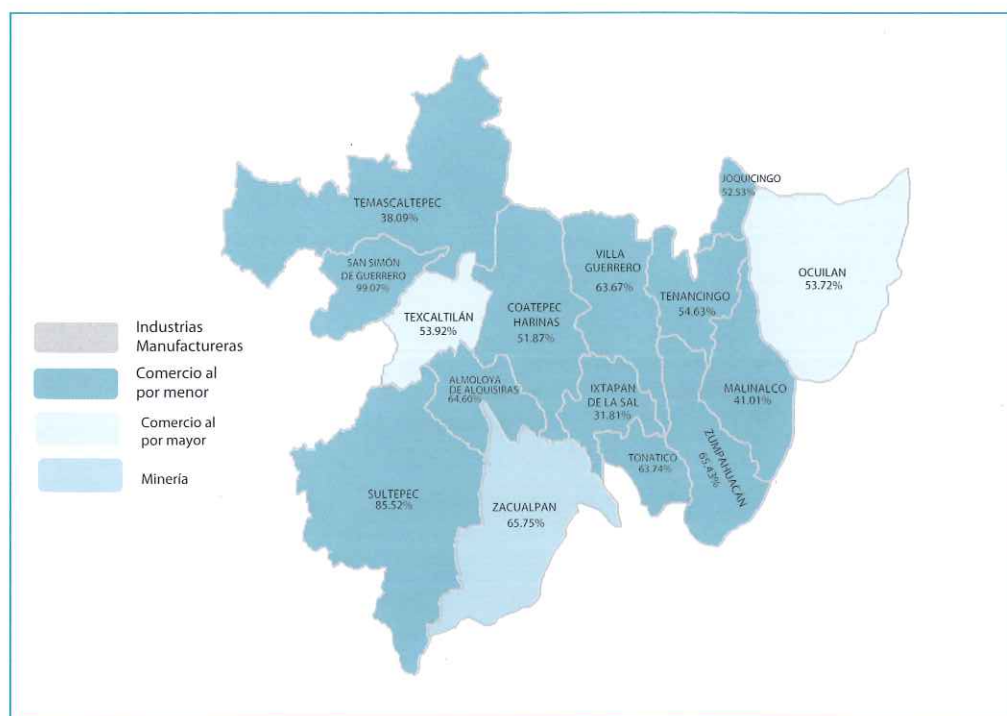 JOQUICINGO
52.53%
TEMASCALTEPEC
38.09%
SAN SIMÓN
DE GUERRERO
99.07%
VILLA
GUERRERO
63.67%
OCUILAN
53.72%
TENANCINGO
54.63%
TEXCALTILÁN
53.92%
COATEPEC
HARINAS
51.87%
ALMOLOYA
DE ALQUISIRAS
64.60%
IXTAPAN
DE LA SAL
31.81%
MALINALCO
41.01%
ZUMPAHUACÁN
65.43%
TONATICO
63.74%
SULTEPEC
85.52%
ZACUALPAN
65.75%
Industrias
Manufactureras
Comercio al
por menor
Comercio al
por mayor
Minería